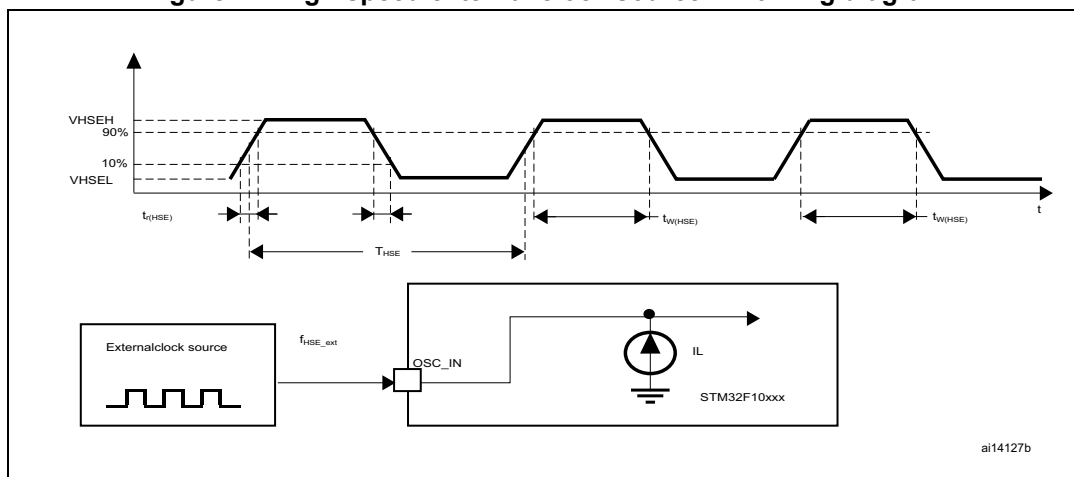 VHSEH
90%
10%
VHSEL
tr(HSE)
tW(HSE)
tW(HSE)
t
THSE
Externalclock source
fHSE_ext
OSC_IN
IL
STM32F10xxx
ai14127b